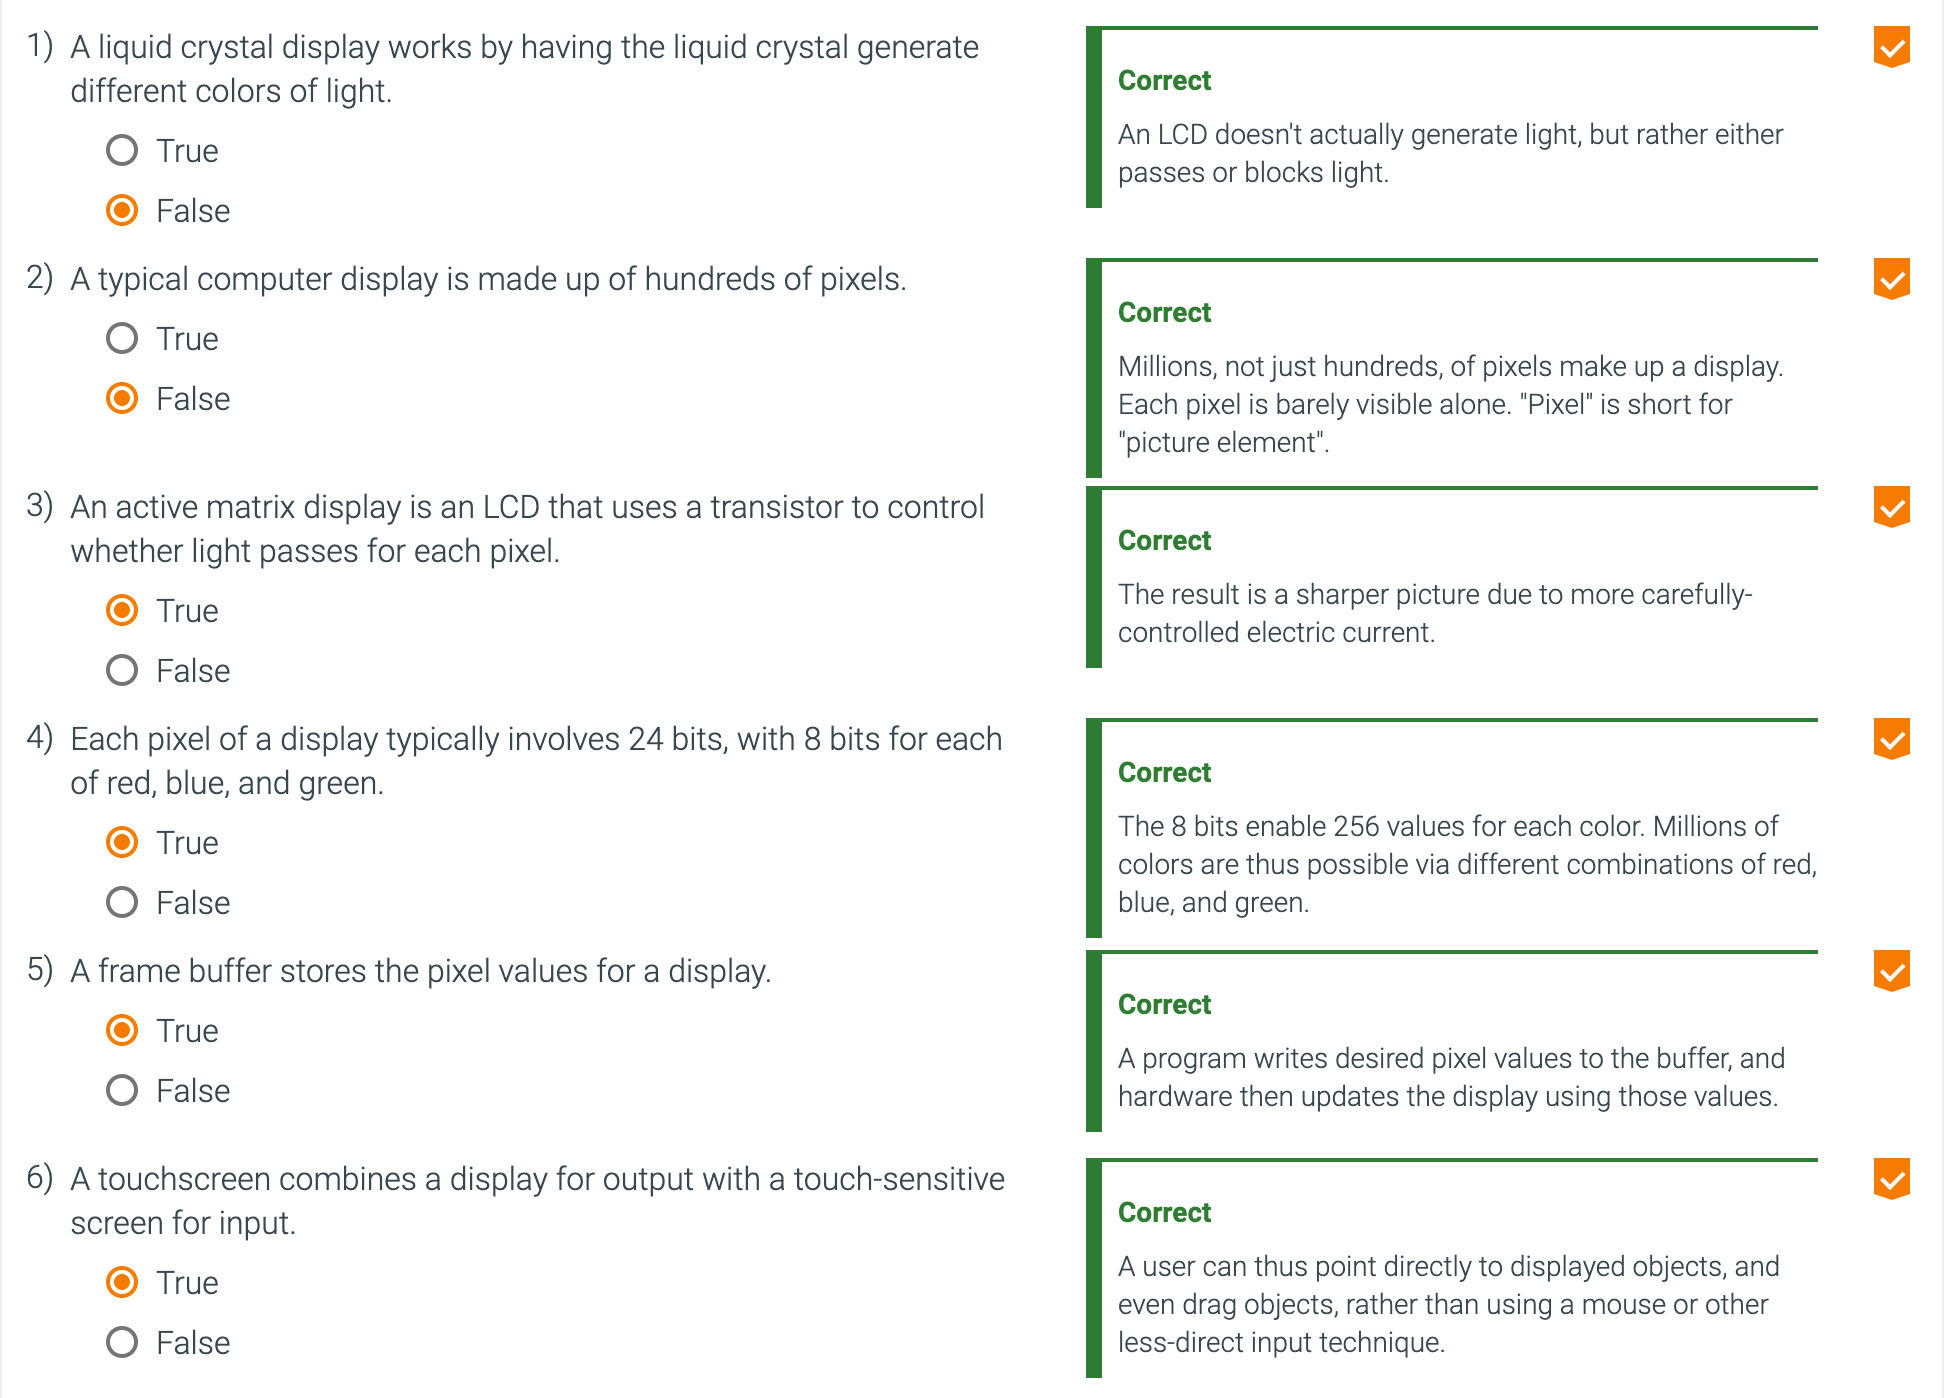 1) A liquid crystal display works by having the liquid crystal generate
different colors of light.
True
False
Correct
An LCD doesn't actually generate light, but rather either
passes or blocks light.
2) A typical computer display is made up of hundreds of pixels.
True
False
Correct
Millions, not just hundreds, of pixels make up a display.
Each pixel is barely visible alone. "Pixel" is short for
"picture element".
3) An active matrix display is an LCD that uses a transistor to control
whether light passes for each pixel.
True
False
Correct
The result is a sharper picture due to more carefully-
controlled electric current.
4) Each pixel of a display typically involves 24 bits, with 8 bits for each
of red, blue, and green.
True
False
Correct
The 8 bits enable 256 values for each color. Millions of
colors are thus possible via different combinations of red,
blue, and green.
5) A frame buffer stores the pixel values for a display.
True
False
Correct
A program writes desired pixel values to the buffer, and
hardware then updates the display using those values.
6) A touchscreen combines a display for output with a touch-sensitive
screen for input.
True
False
Correct
A user can thus point directly to displayed objects, and
even drag objects, rather than using a mouse or other
less-direct input technique.